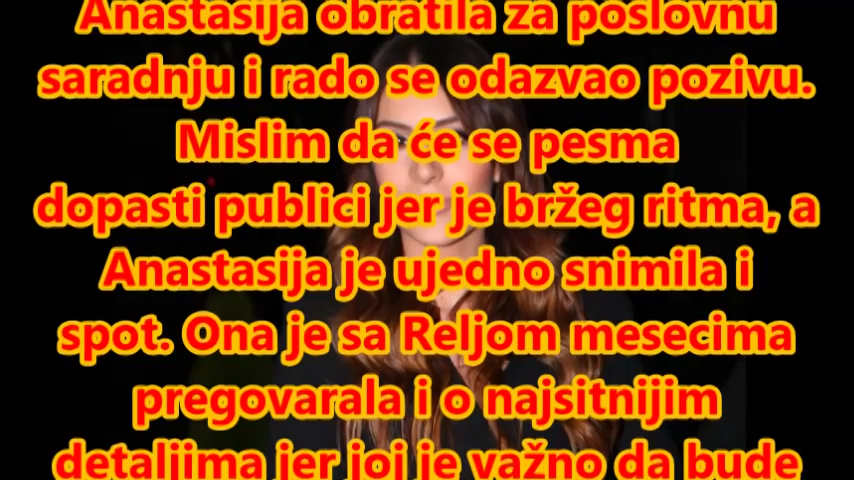 Anastasija obratila za poslovnu
saradnju i rado se odazvao pozivu.
Mislim da će se pesma
dopasti publici jer je bržeg ritma, a
Anastasija je ujedno snimila i
spot. Ona je sa Reljom mesecima
pregovarala i o najsitnijim
detaljima jer joj je važno da bude